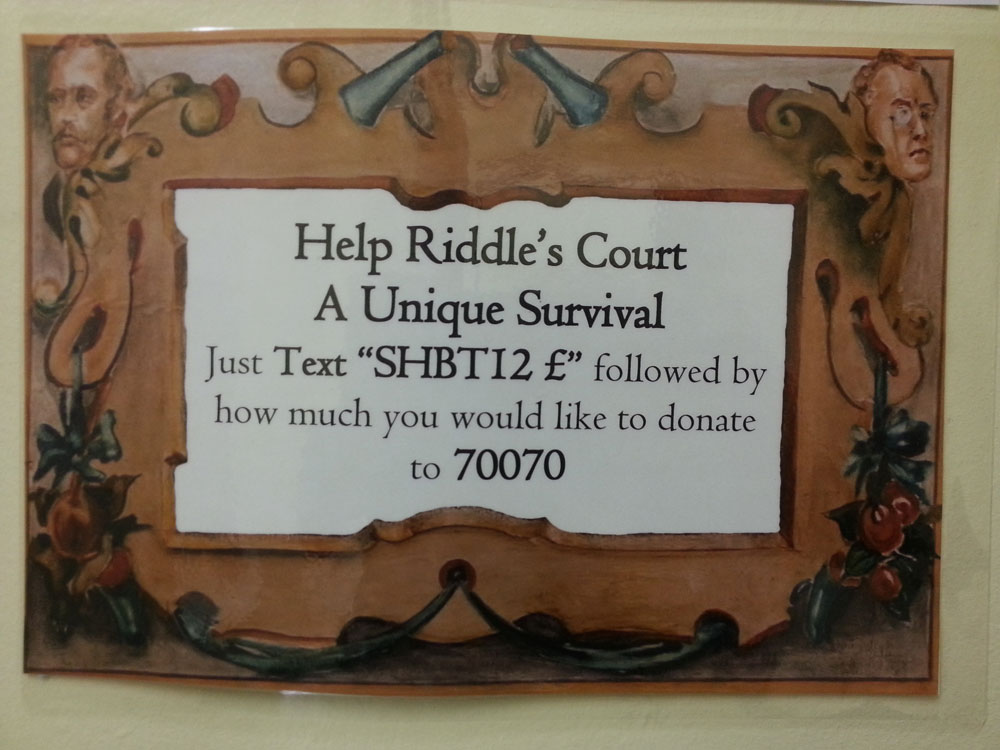 Help Riddle's Court
A Unique Survival
Just Text “SHBT12 £” followed by
how much you would like to donate
to 70070